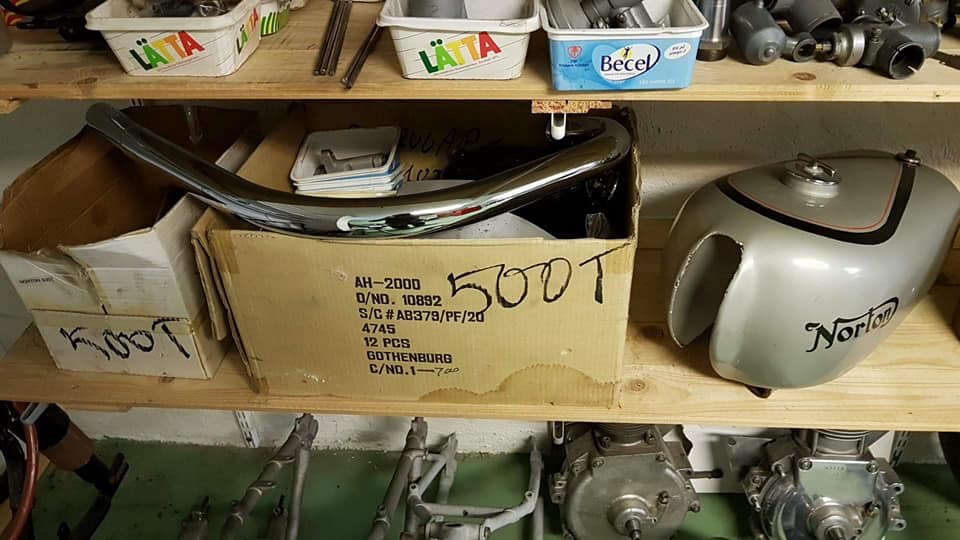 LÄTTA
LÄTTA
Becel
500T
AH-2000
O/NO. 10892
S/C # AB379/PF/20
4745
12 PCS
GOTHENBURG
C/NO. 1—700
500T
Norton